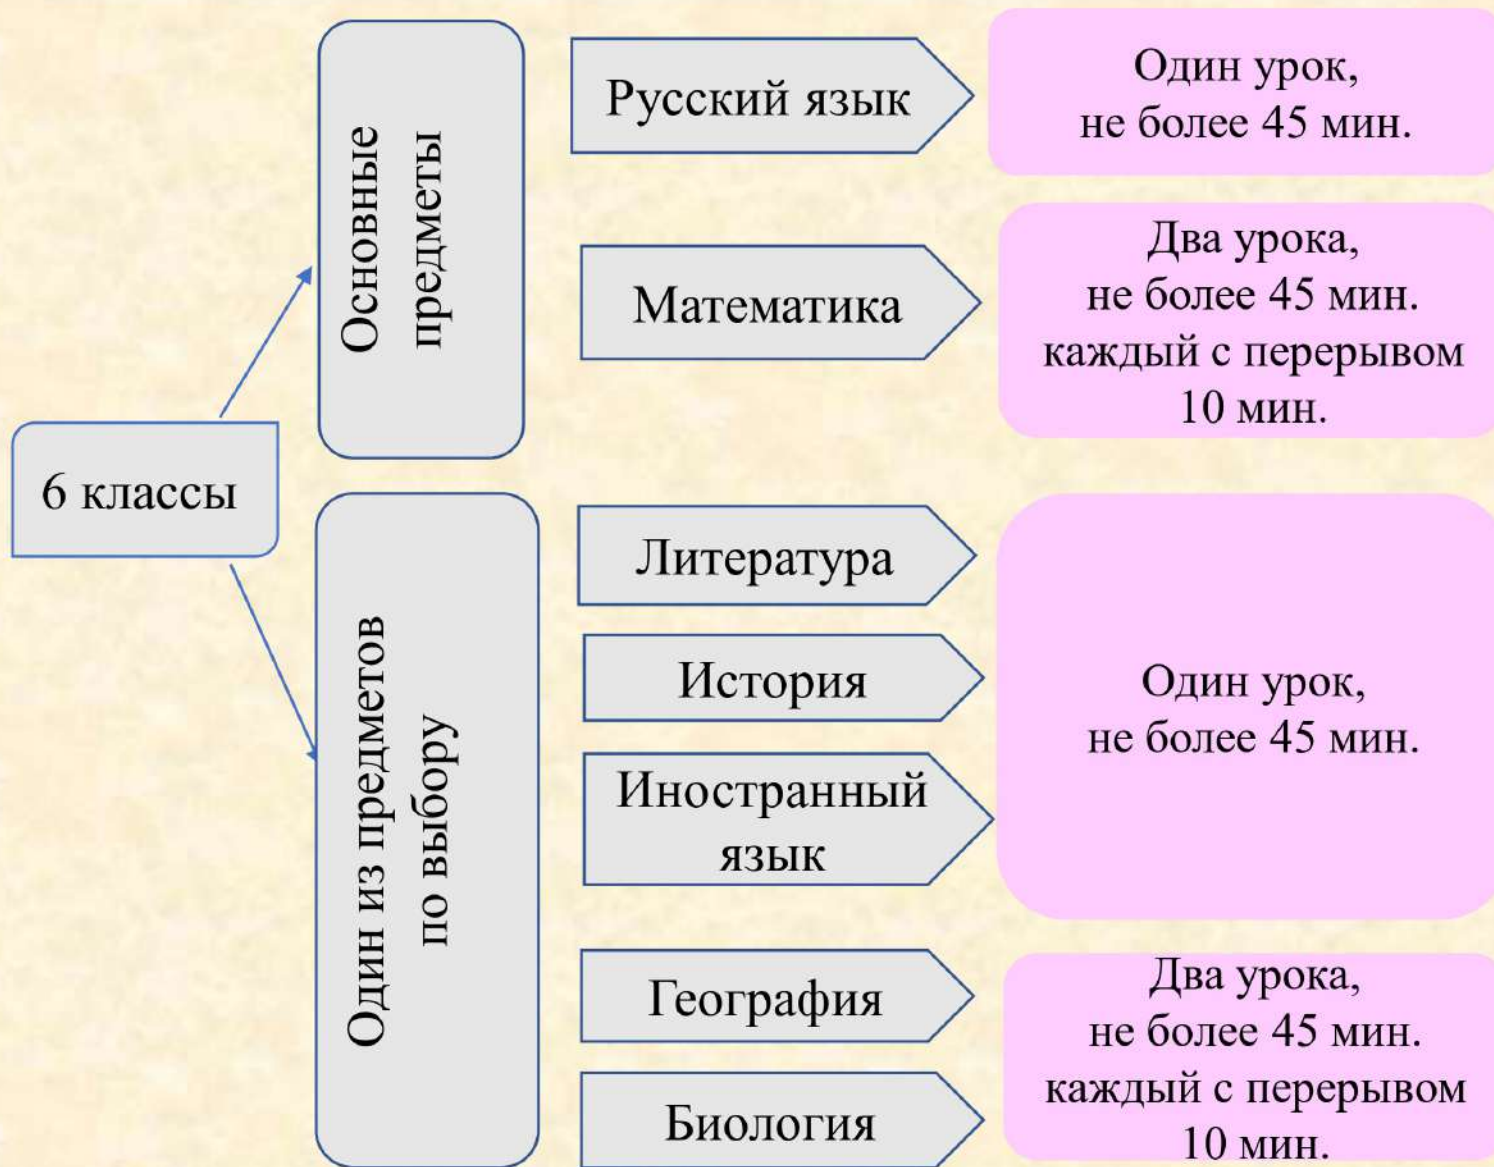 6 классы
Основные
предметы
Русский язык
Один урок,
не более 45 мин.
Математика
Два урока,
не более 45 мин.
каждый с перерывом
10 мин.
Один из предметов
по выбору
Литература
История
Иностранный
язык
Один урок,
не более 45 мин.
География
Биология
Два урока,
не более 45 мин.
каждый с перерывом
10 мин.